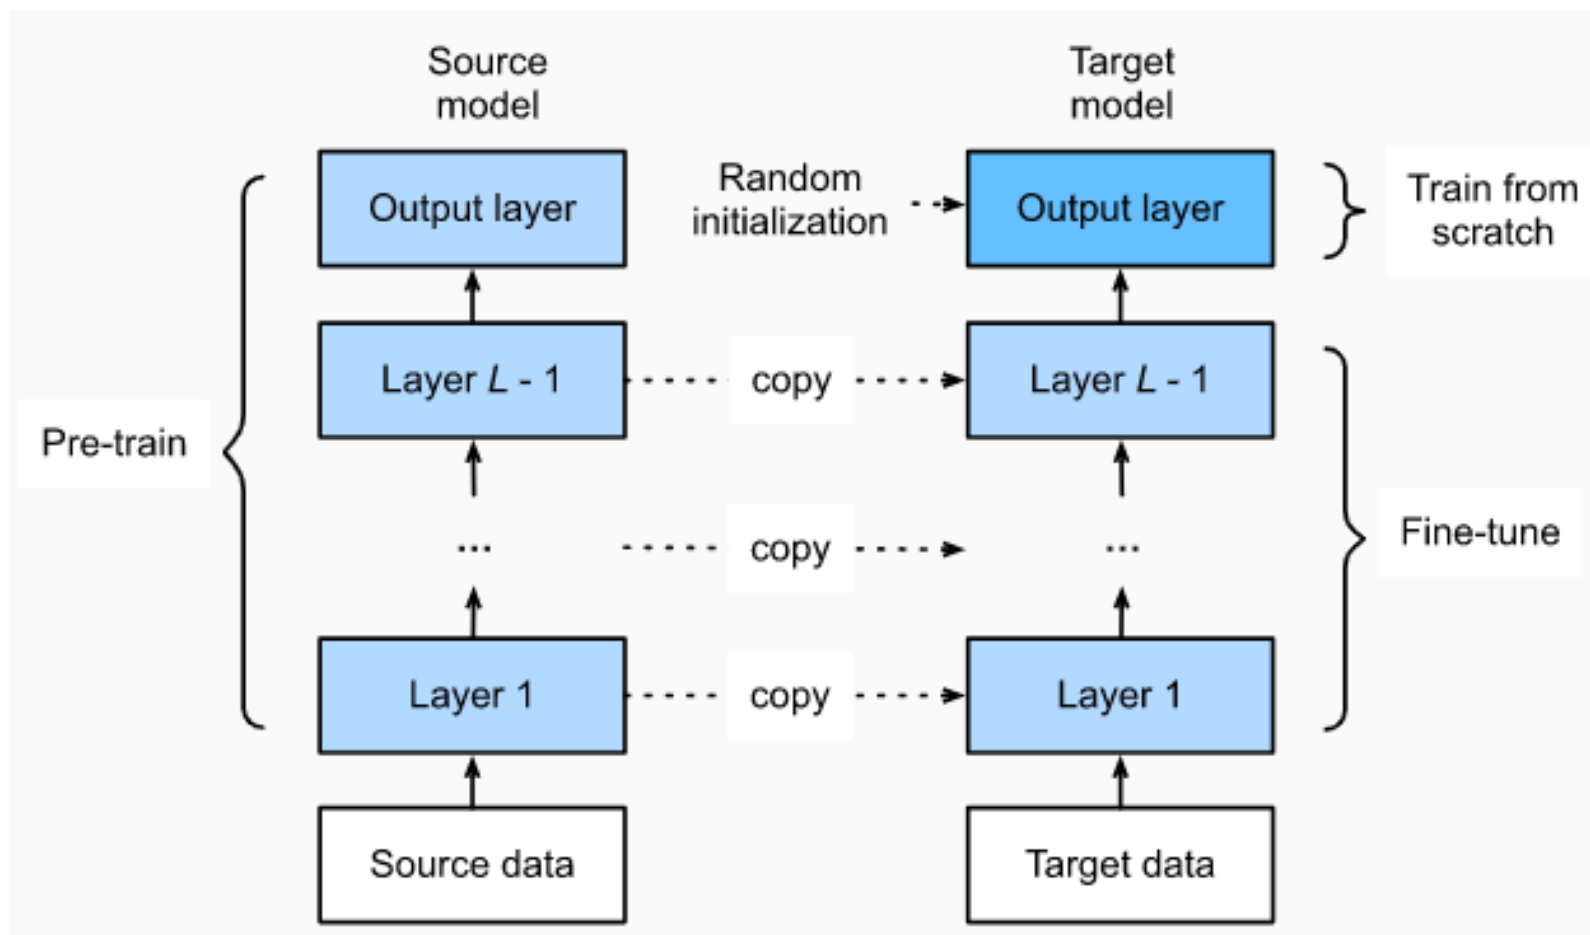 Source
model
Target
model
Output layer
Random
initialization
Output layer
Train from
scratch
Layer L - 1
copy
Layer L - 1
Pre-train
...
copy
...
Fine-tune
Layer 1
copy
Layer 1
Source data
Target data